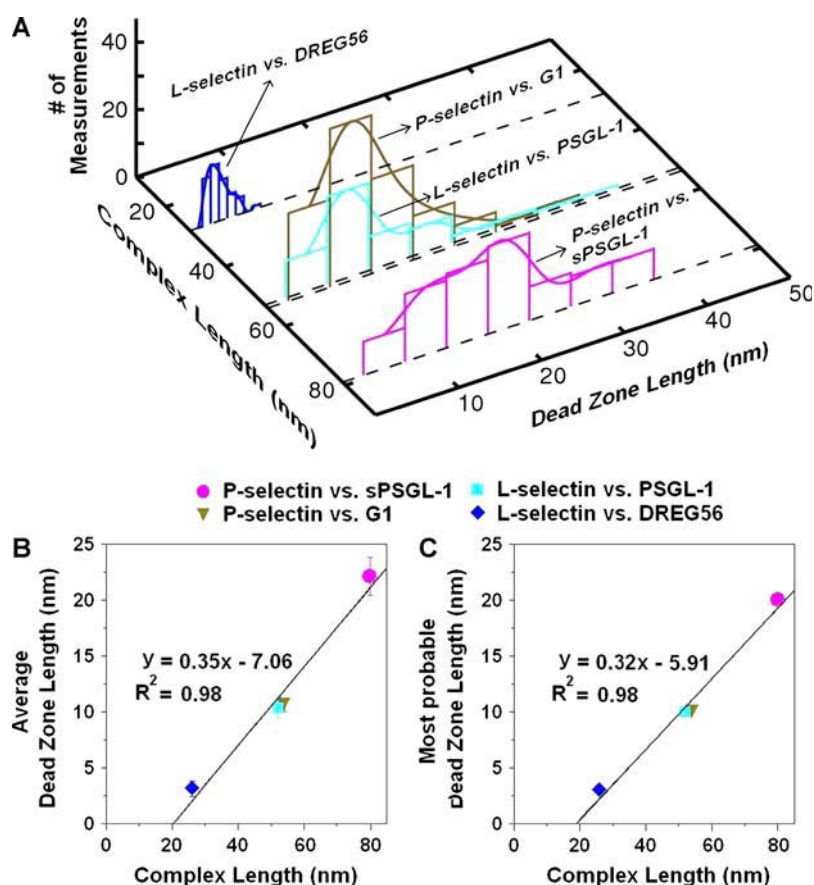 A
40
20
0
# of
Measurements
L-selectin vs. DREG56
P-selectin vs. G1
L-selectin vs. PSGL-1
P-selectin vs.
sPSGL-1
20
40
60
80
Complex Length (nm)
10
20
30
40
50
Dead Zone Length (nm)
P-selectin vs. sPSGL-1
L-selectin vs. PSGL-1
P-selectin vs. G1
L-selectin vs. DREG56
B
25
20
15
10
5
0
Average
Dead Zone Length (nm)
y = 0.35x - 7.06
R² = 0.98
0 20 40 60 80
Complex Length (nm)
C
25
20
15
10
5
0
Most probable
Dead Zone Length (nm)
y = 0.32x - 5.91
R² = 0.98
0 20 40 60 80
Complex Length (nm)